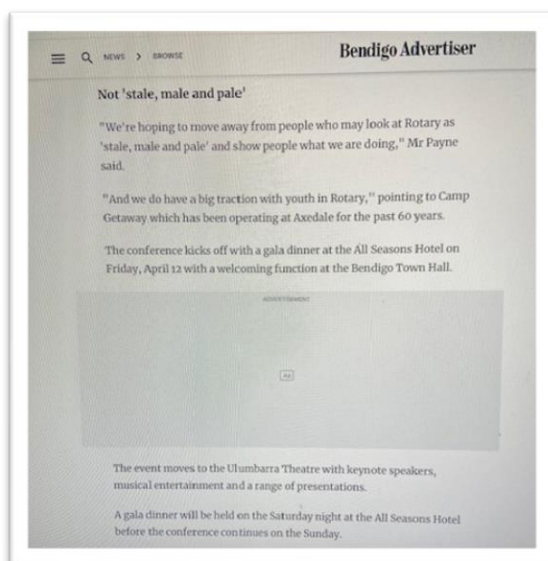 NEWS > BROWSE
Bendigo Advertiser
Not 'stale, male and pale'
"We're hoping to move away from people who may look at Rotary as
'stale, male and pale' and show people what we are doing," Mr Payne
said.
"And we do have a big traction with youth in Rotary," pointing to Camp
Getaway which has been operating at Axedale for the past 60 years.
The conference kicks off with a gala dinner at the All Seasons Hotel on
Friday, April 12 with a welcoming function at the Bendigo Town Hall.
ADVERTISEMENT
Ad
The event moves to the Ulumbarra Theatre with keynote speakers,
musical entertainment and a range of presentations.
A gala dinner will be held on the Saturday night at the All Seasons Hotel
before the conference continues on the Sunday.